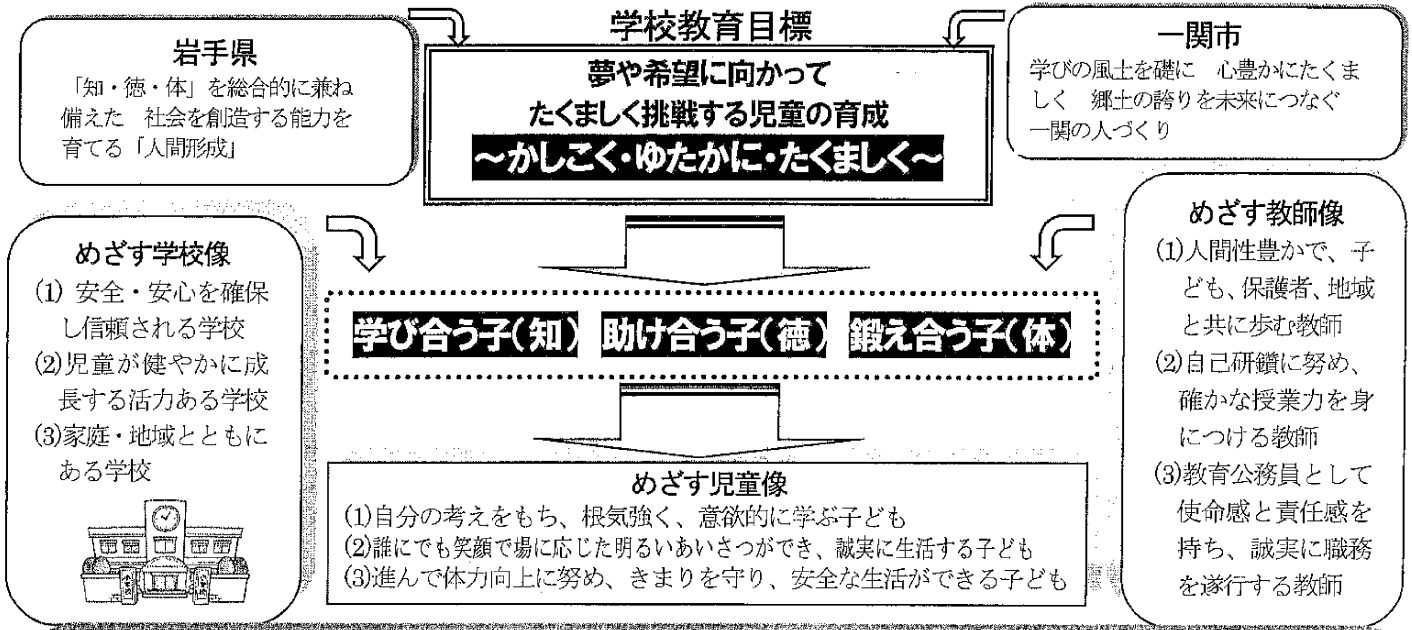 学校教育目標
岩手県
「知・徳・体」を総合的に兼ね
備えた 社会を創造する能力を
育てる「人間形成」
夢や希望に向かって
たくましく挑戦する児童の育成
～かしこく・ゆたかに・たくましく～
一関市
学びの風土を礎に 心豊かにたくま
しく 郷土の誇りを未来につなぐ
一関の人づくり
めざす学校像
(1) 安全・安心を確保
し信頼される学校
(2)児童が健やかに成
長する活力ある学校
(3)家庭・地域とともに
ある学校
学び合う子(知) 助け合う子(徳) 鍛え合う子(体)
めざす児童像
(1)自分の考えをもち、根気強く、意欲的に学ぶ子ども
(2)誰にでも笑顔で場に応じた明るいあいさつができ、誠実に生活する子ども
(3)進んで体力向上に努め、きまりを守り、安全な生活ができる子ども
めざす教師像
(1)人間性豊かで、子
ども、保護者、地域
と共に歩む教師
(2)自己研鑽に努め、
確かな授業力を身
につける教師
(3)教育公務員として
使命感と責任感を
持ち、誠実に職務
を遂行する教師